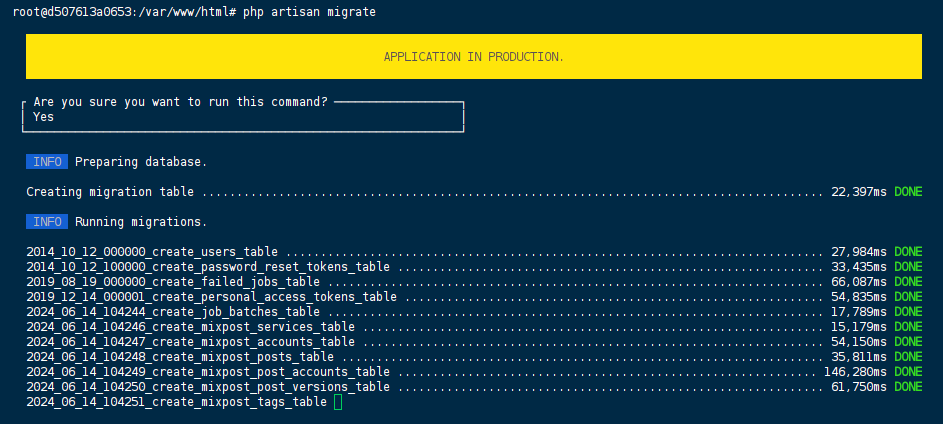 root@d507613a0653:/var/www/html# php artisan migrate
APPLICATION IN PRODUCTION.
Are you sure you want to run this command?
Yes
INFO Preparing database.
Creating migration table ......................................................................................... 22,397ms DONE
INFO Running migrations.
2014_10_12_000000_create_users_table ............................................................................. 27,984ms DONE
2014_10_12_100000_create_password_reset_tokens_table ............................................................. 33,435ms DONE
2019_08_19_000000_create_failed_jobs_table ....................................................................... 66,087ms DONE
2019_12_14_000001_create_personal_access_tokens_table ............................................................ 54,835ms DONE
2024_06_14_104244_create_job_batches_table ....................................................................... 17,789ms DONE
2024_06_14_104246_create_mixpost_services_table .................................................................. 15,179ms DONE
2024_06_14_104247_create_mixpost_accounts_table .................................................................. 54,150ms DONE
2024_06_14_104248_create_mixpost_posts_table ..................................................................... 35,811ms DONE
2024_06_14_104249_create_mixpost_post_accounts_table ............................................................ 146,280ms DONE
2024_06_14_104250_create_mixpost_post_versions_table ............................................................. 61,750ms DONE
2024_06_14_104251_create_mixpost_tags_table